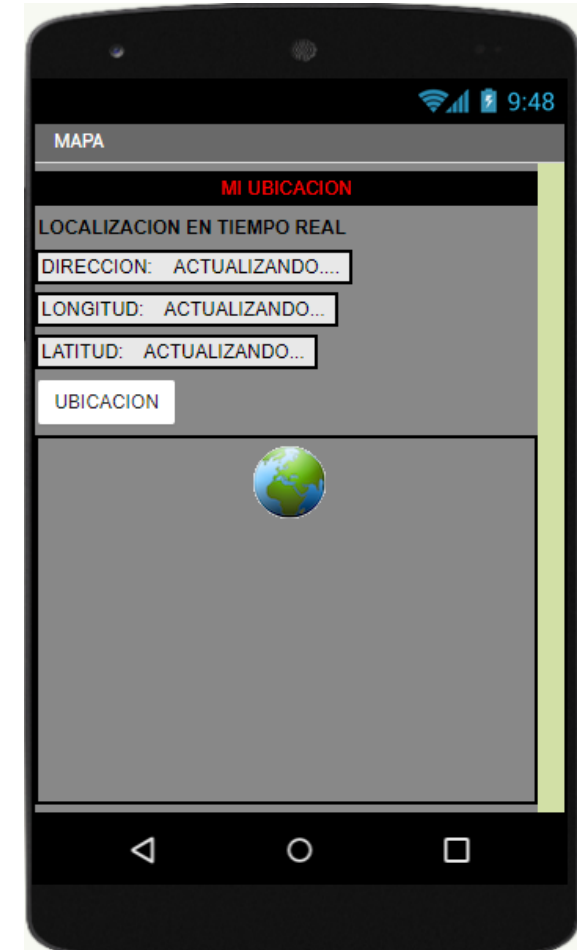 9:48
MAPA
MI UBICACION
LOCALIZACION EN TIEMPO REAL
DIRECCION: ACTUALIZANDO....
LONGITUD: ACTUALIZANDO...
LATITUD: ACTUALIZANDO...
UBICACION